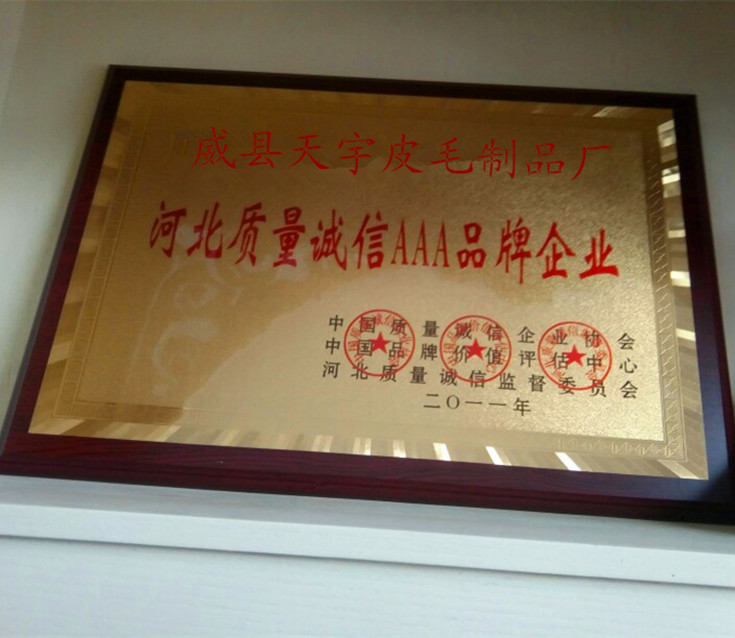 威县天宇皮毛制品厂
河北质量诚信AAA品牌企业
中国质量诚信企业协会
中国品牌价值评估中心
河北质量诚信监督委员会
二〇一一年